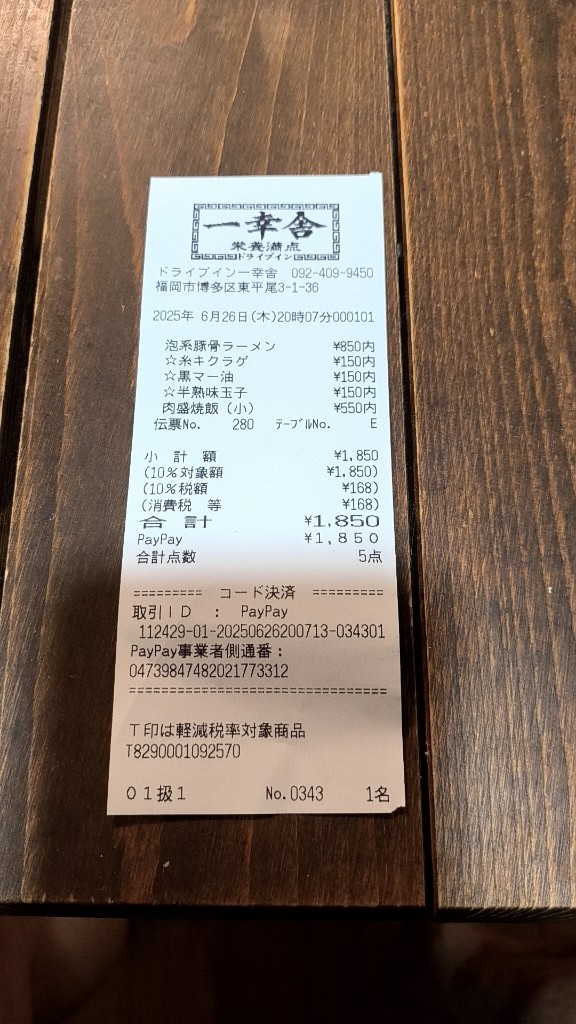 一幸舎
栄養満点
ドライブイン
ドライブイン一幸舎 092-409-9450
福岡市博多区東平尾3-1-36
2025年 6月26日(木)20時07分000101
泡系豚骨ラーメン ¥850内
☆糸キクラゲ ¥150内
☆黒マー油 ¥150内
☆半熟味玉子 ¥150内
肉盛焼飯(小) ¥550内
伝票No. 280 テーブルNo. E
小 計 額 ¥1,850
(10%対象額 ¥1,850)
(10%税額 ¥168)
(消費税 等 ¥168)
合 計 ¥1,850
PayPay ¥1,850
合計点数 5点
========= コード決済 =========
取引ID : PayPay
112429-01-20250626200713-034301
PayPay事業者側通番:
04739847482021773312
================================
T印は軽減税率対象商品
T8290001092570
01扱1 No.0343 1名